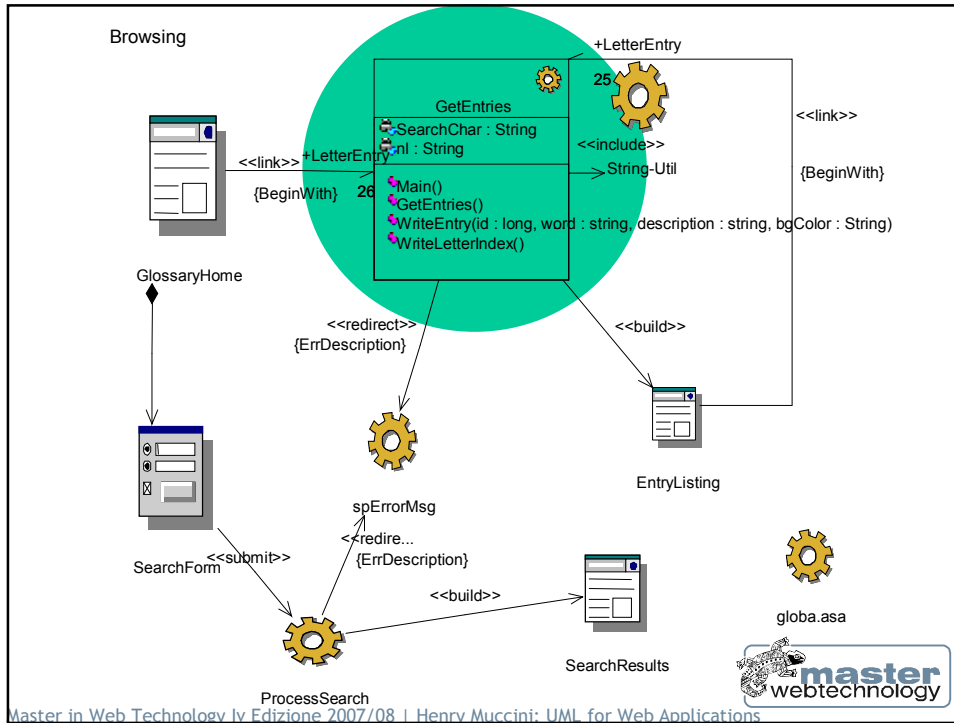 Browsing
+LetterEntry
25
GetEntries
SearchChar : String
nl : String
<<link>>
<<include>>
<<link>>
+LetterEntry
String-Util
{BeginWith}
{BeginWith}
26
Main()
GetEntries()
WriteEntry(id : long, word : string, description : string, bgColor : String)
WriteLetterIndex()
GlossaryHome
<<redirect>>
{ErrDescription}
<<build>>
EntryListing
spErrorMsg
<<redire...
{ErrDescription}
SearchForm
<<submit>>
<<build>>
globa.asa
SearchResults
ProcessSearch
master
webtechnology
Master in Web Technology Iv Edizione 2007/08 | Henry Muccini: UML for Web Applications